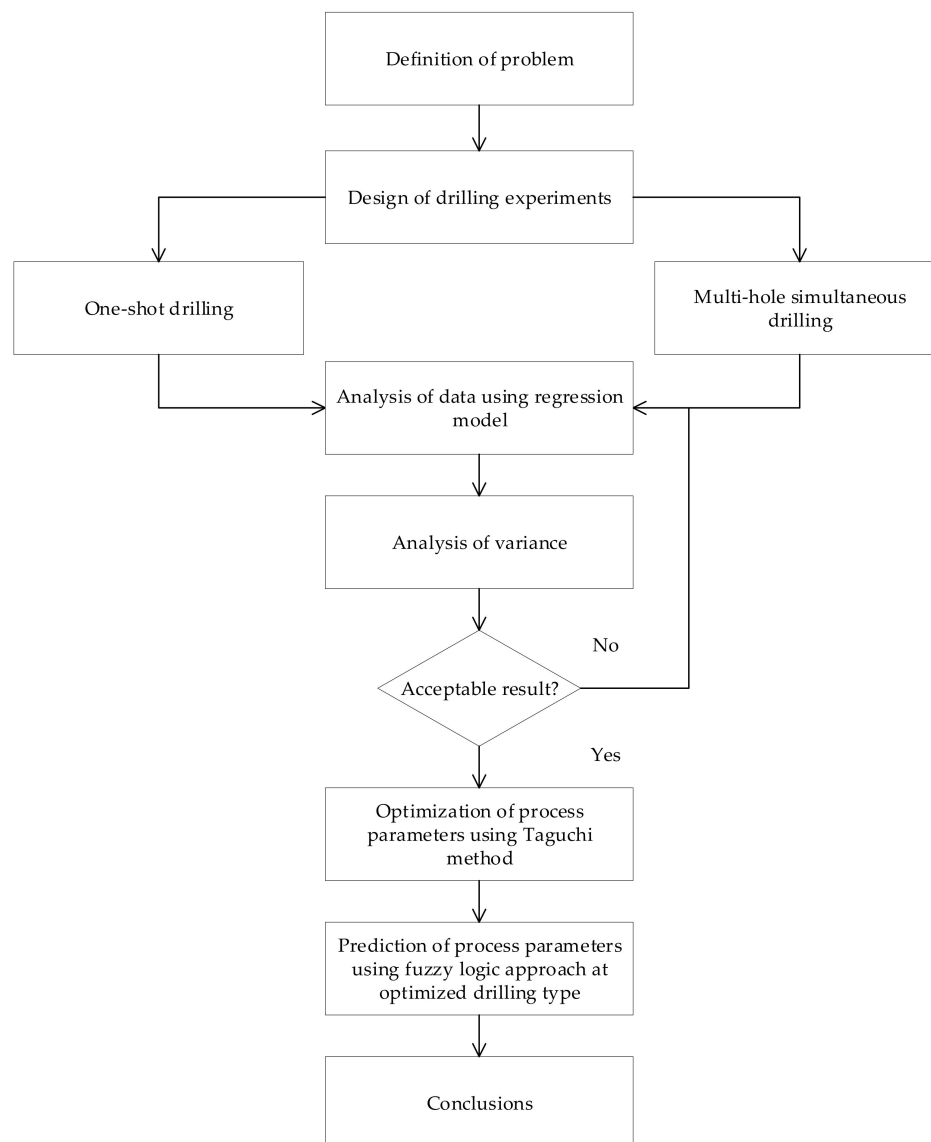 Definition of problem
Design of drilling experiments
One-shot drilling
Multi-hole simultaneous
drilling
Analysis of data using regression
model
Analysis of variance
No
Acceptable result?
Yes
Optimization of process
parameters using Taguchi
method
Prediction of process parameters
using fuzzy logic approach at
optimized drilling type
Conclusions